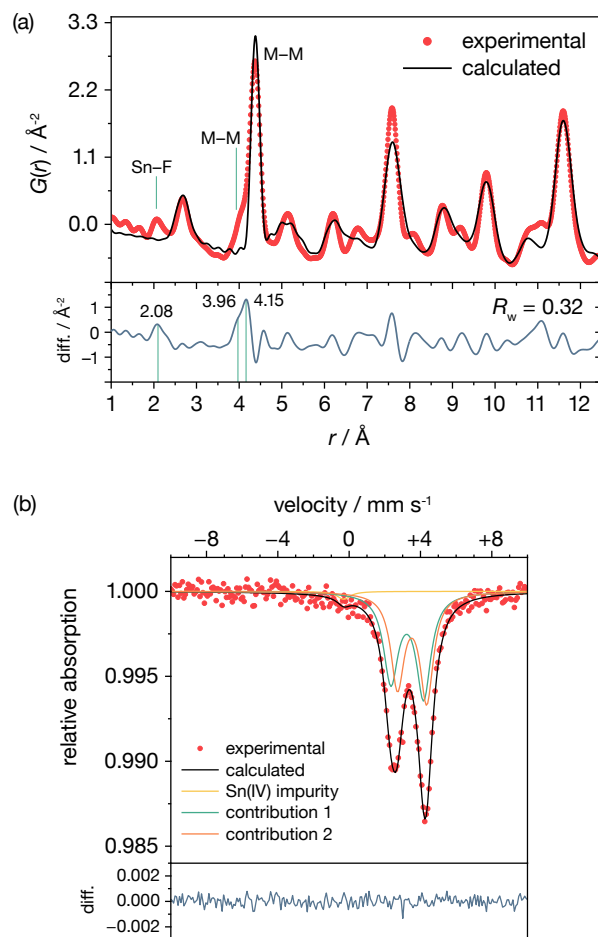 (a)
3.3
2.2
1.1
0.0
G(r) / Å⁻²
M–M
M–M
Sn–F
experimental
calculated
1
0
−1
diff. / Å⁻²
2.08
3.96
4.15
R_w = 0.32
1 2 3 4 5 6 7 8 9 10 11 12
r / Å
(b)
velocity / mm s⁻¹
−8 −4 0 +4 +8
1.000
0.995
0.990
0.985
relative absorption
experimental
calculated
Sn(IV) impurity
contribution 1
contribution 2
0.002
0.000
−0.002
diff.